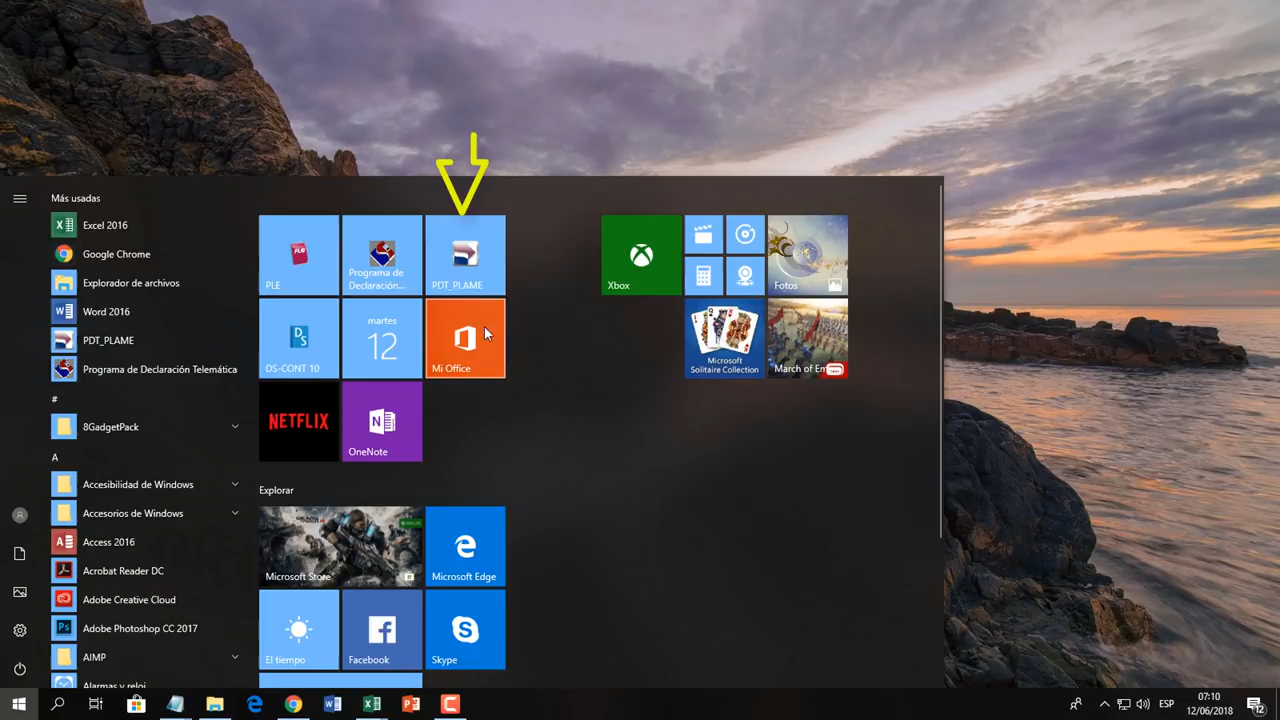 Más usadas
Excel 2016
Google Chrome
Explorador de archivos
Word 2016
PDT_PLAME
Programa de Declaración Telemática
#
8GadgetPack
A
Accesibilidad de Windows
Accesorios de Windows
Access 2016
Acrobat Reader DC
Adobe Creative Cloud
Adobe Photoshop CC 2017
AIMP
Alarmas y reloj
PLE
Programa de
Declaración...
PDT_PLAME
DS-CONT 10
martes
12
Mi Office
NETFLIX
OneNote
Explorar
Microsoft Store
Microsoft Edge
El tiempo
Facebook
Skype
Xbox
Fotos
Microsoft
Solitaire Collection
March of Em
ESP
07:10
12/06/2018
12